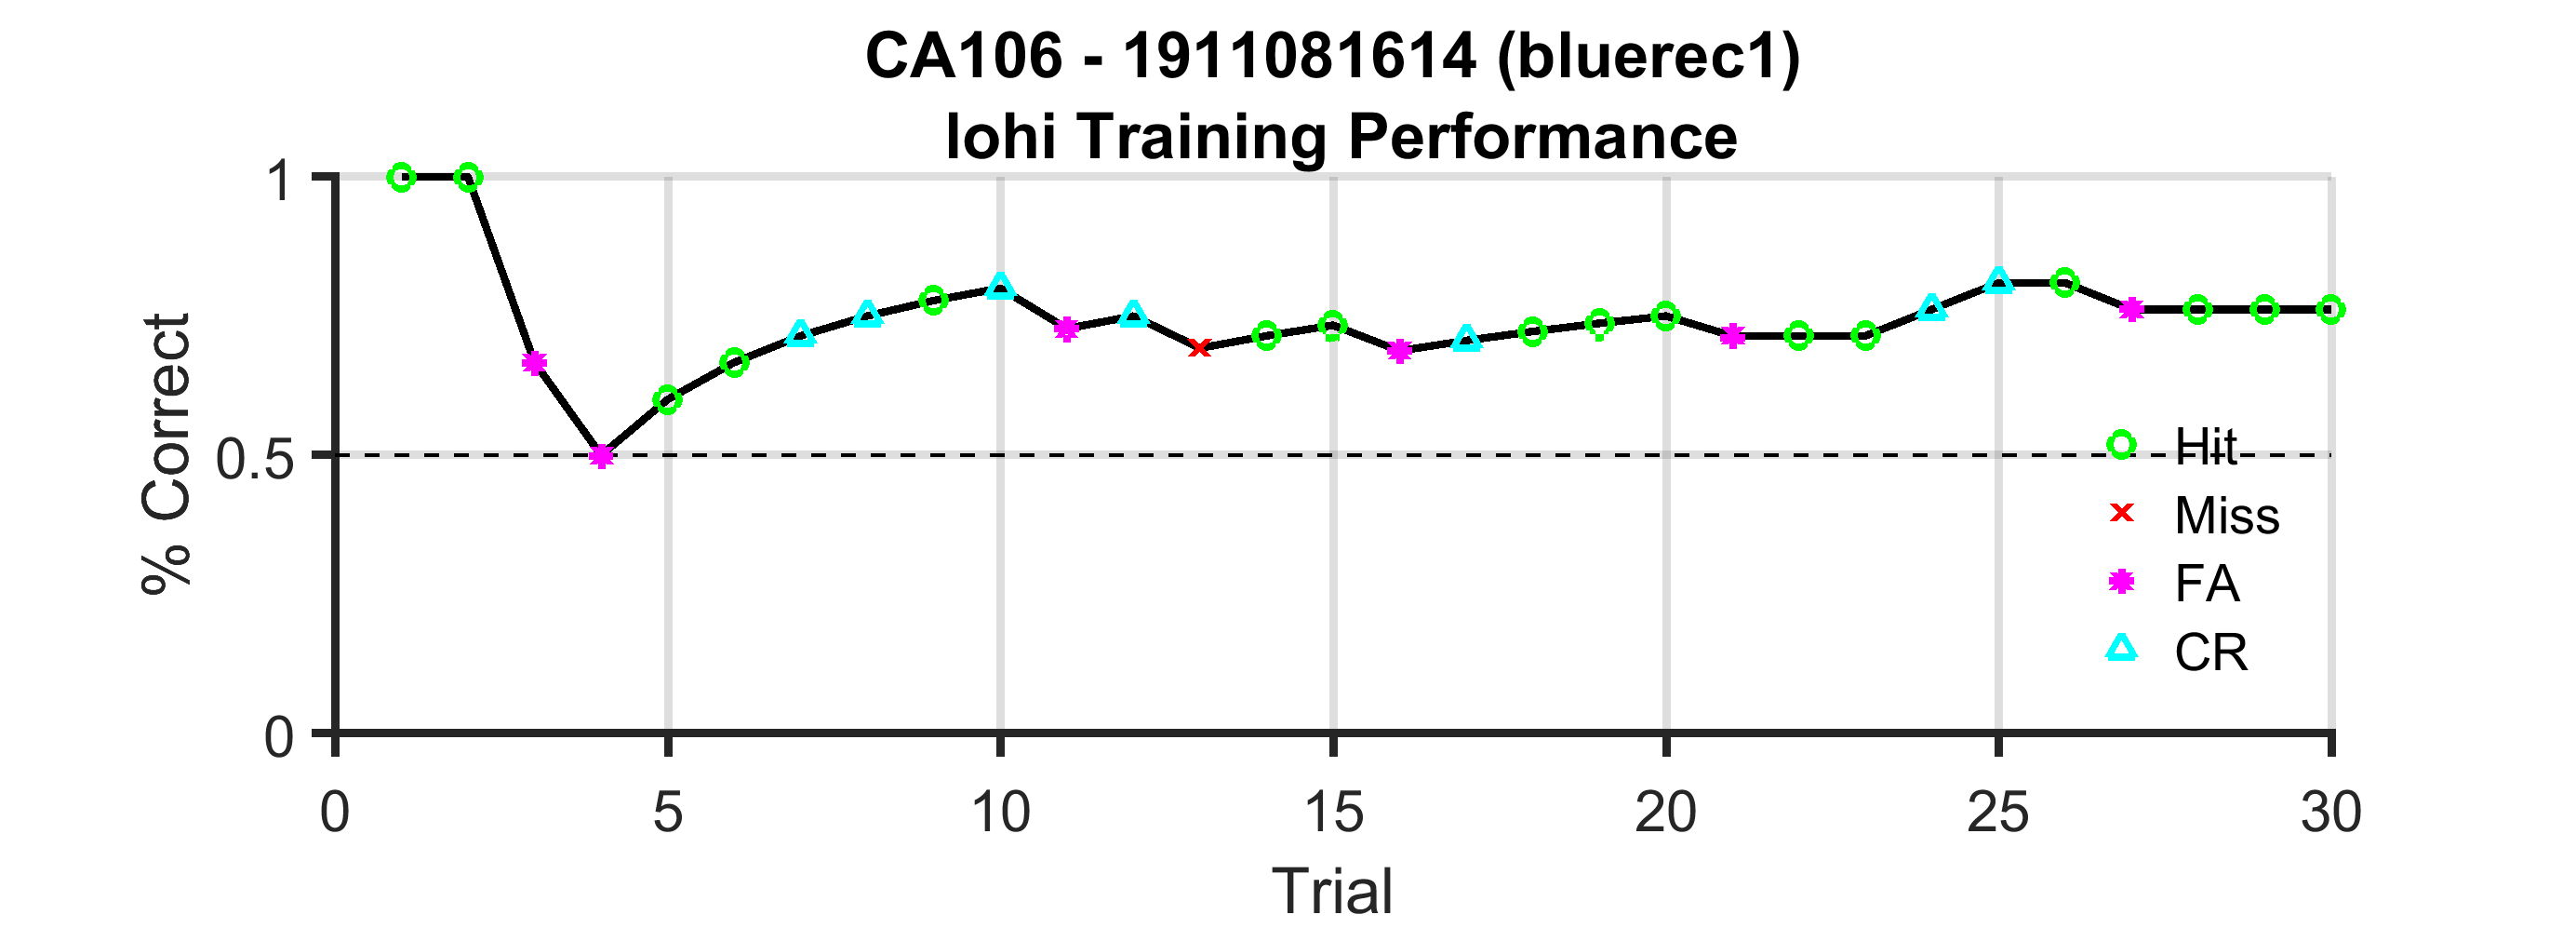 CA106 - 1911081614 (bluerec1)
lohi Training Performance
1
0.5
0
% Correct
Hit
Miss
FA
CR
0 5 10 15 20 25 30
Trial